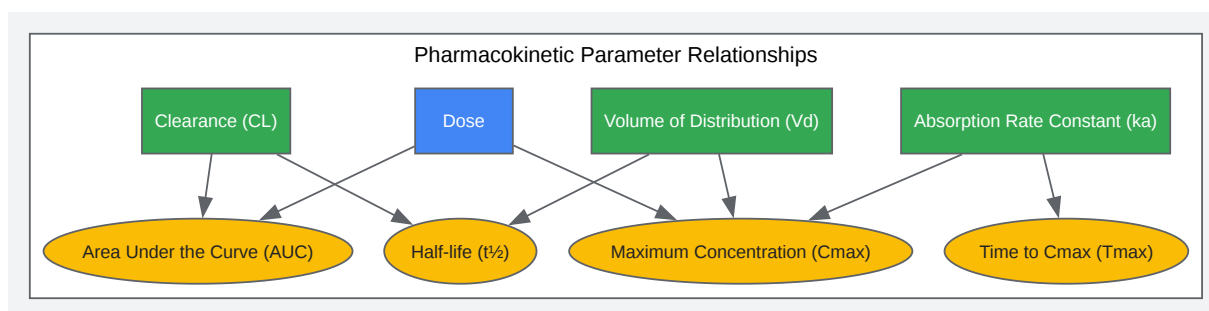 Pharmacokinetic Parameter Relationships
Clearance (CL)
Dose
Volume of Distribution (Vd)
Absorption Rate Constant (ka)
Area Under the Curve (AUC)
Half-life (t½)
Maximum Concentration (Cmax)
Time to Cmax (Tmax)